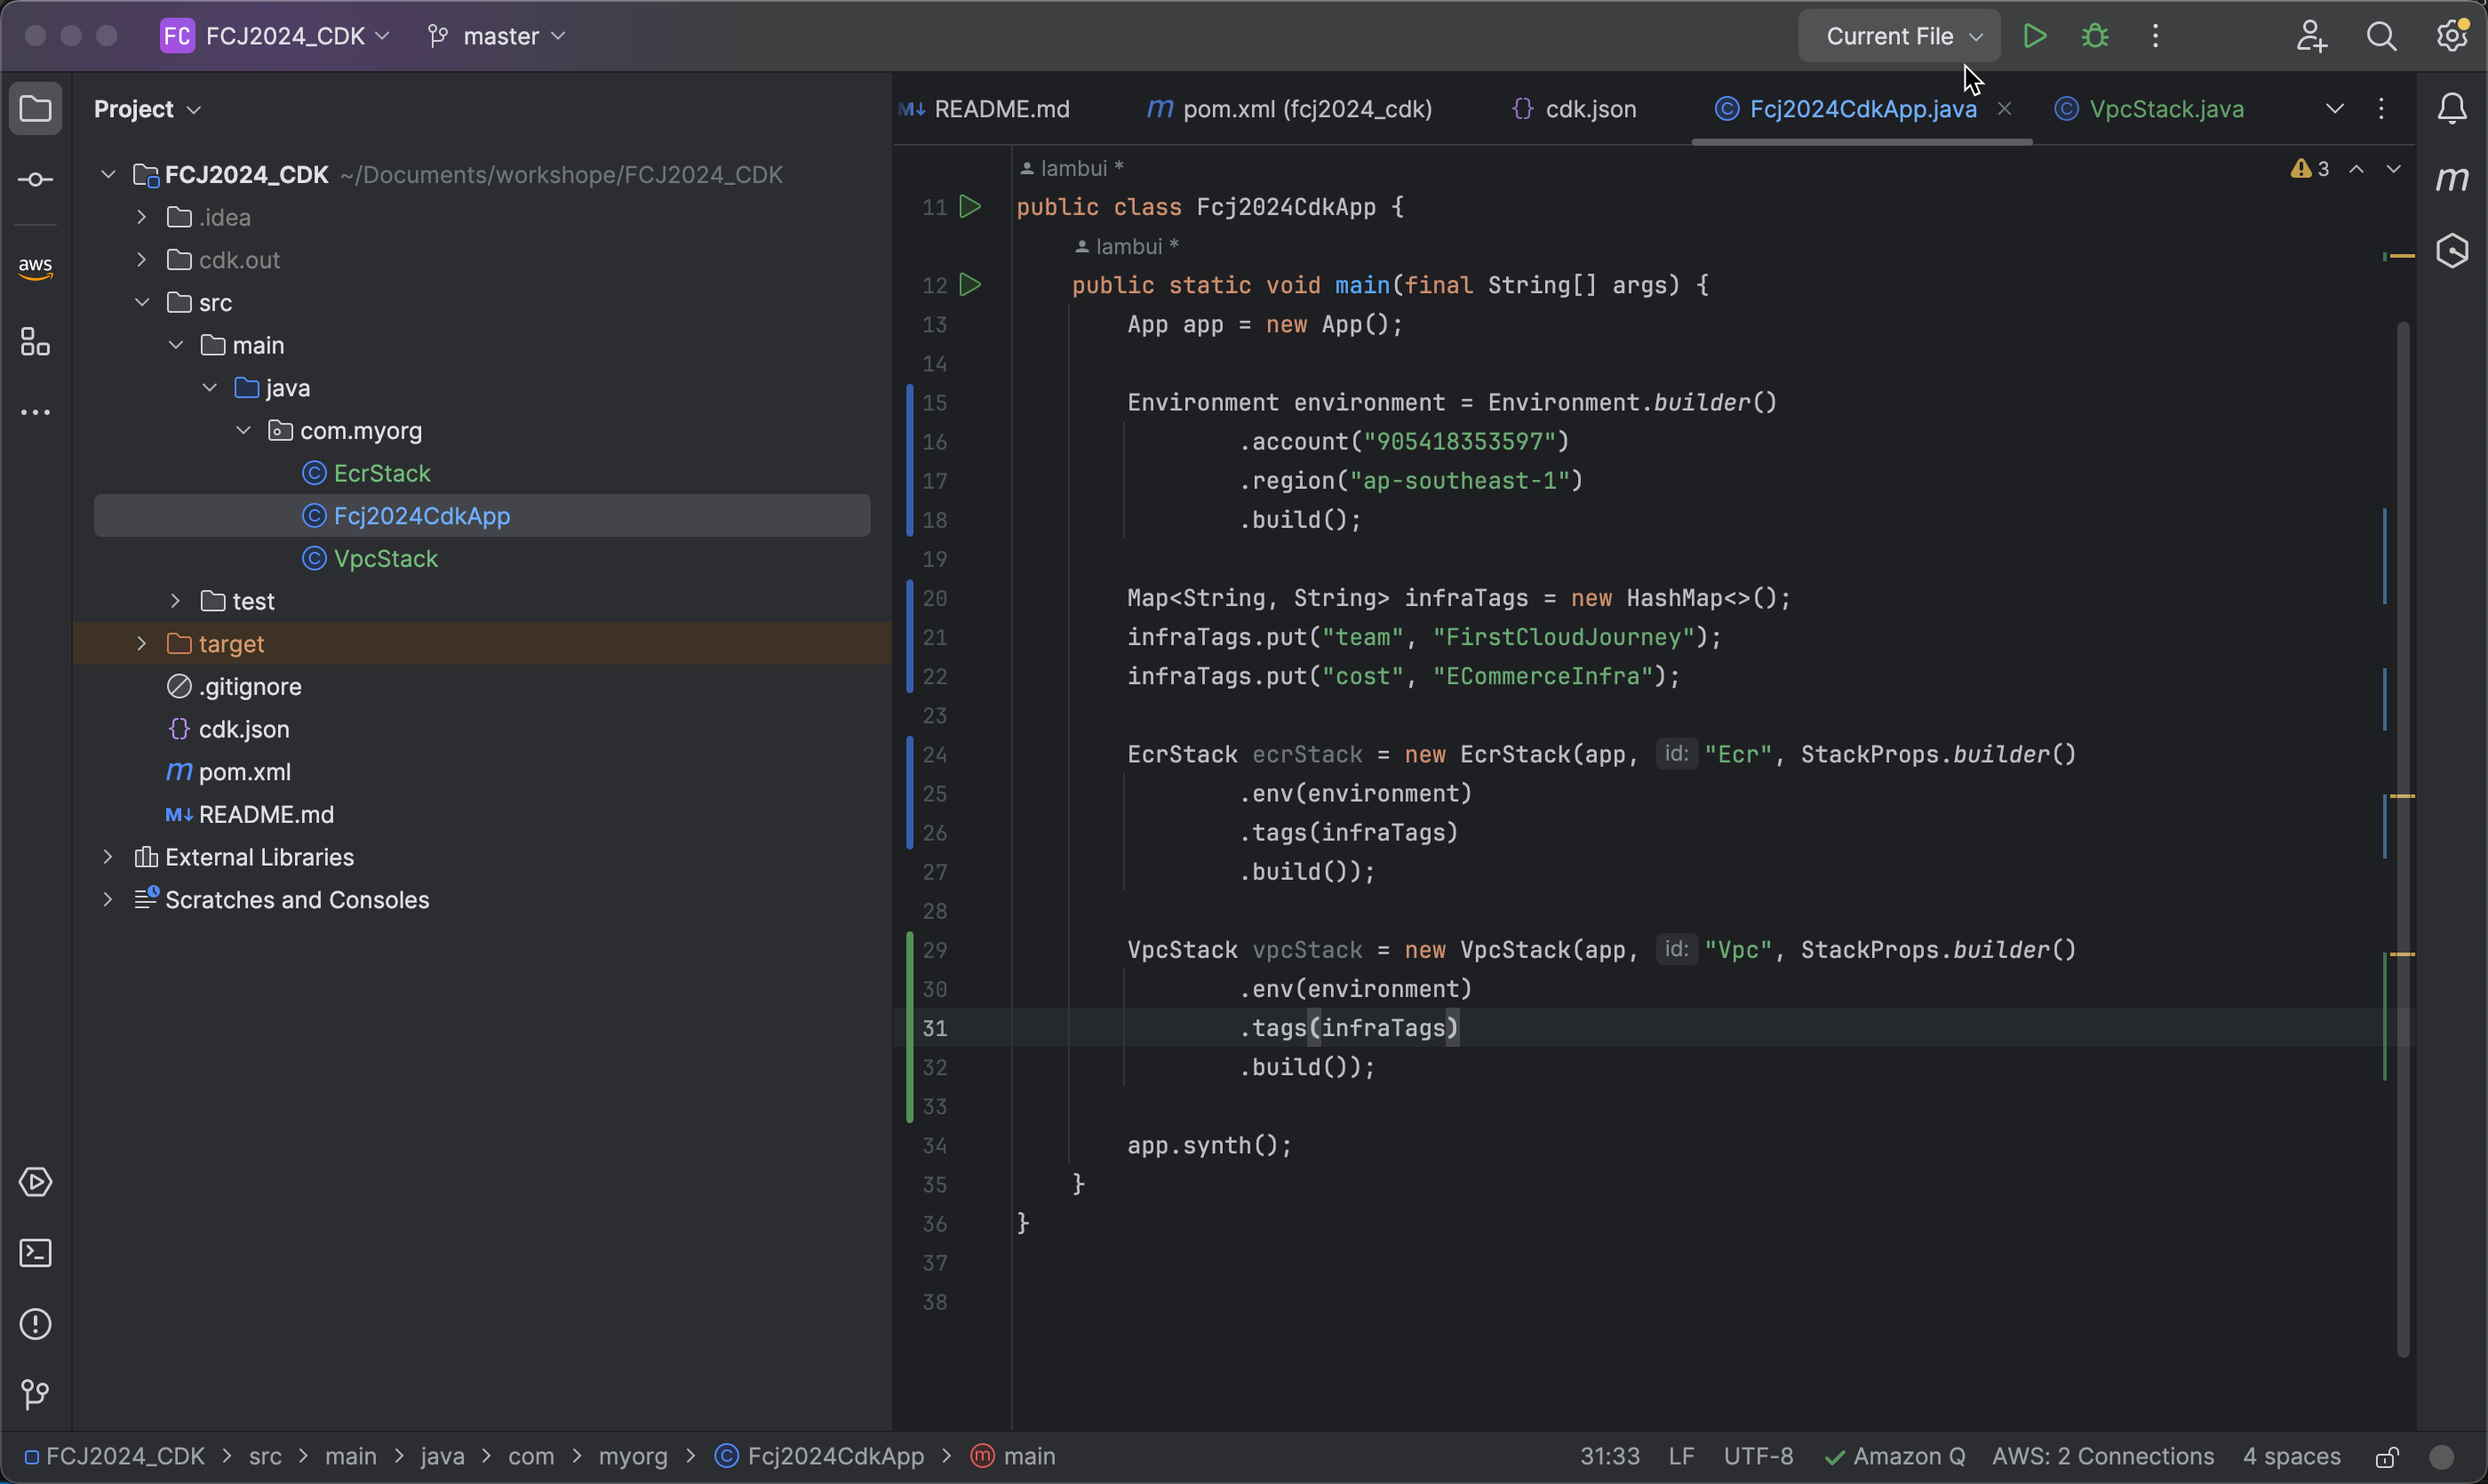 FC FCJ2024_CDK master Current File
Project
FCJ2024_CDK ~/Documents/workshope/FCJ2024_CDK
.idea
cdk.out
aws
src
main
java
com.myorg
EcrStack
Fcj2024CdkApp
VpcStack
test
target
.gitignore
cdk.json
pom.xml
README.md
External Libraries
Scratches and Consoles
README.md pom.xml (fcj2024_cdk) cdk.json Fcj2024CdkApp.java VpcStack.java
lambui *
3
11 public class Fcj2024CdkApp {
lambui *
12 public static void main(final String[] args) {
13 App app = new App();
14
15 Environment environment = Environment.builder()
16 .account("905418353597")
17 .region("ap-southeast-1")
18 .build();
19
20 Map<String, String> infraTags = new HashMap<>();
21 infraTags.put("team", "FirstCloudJourney");
22 infraTags.put("cost", "ECommerceInfra");
23
24 EcrStack ecrStack = new EcrStack(app, id: "Ecr", StackProps.builder()
25 .env(environment)
26 .tags(infraTags)
27 .build());
28
29 VpcStack vpcStack = new VpcStack(app, id: "Vpc", StackProps.builder()
30 .env(environment)
31 .tags(infraTags)
32 .build());
33
34 app.synth();
35 }
36 }
37
38
FCJ2024_CDK > src > main > java > com > myorg > Fcj2024CdkApp > main 31:33 LF UTF-8 Amazon Q AWS: 2 Connections 4 spaces